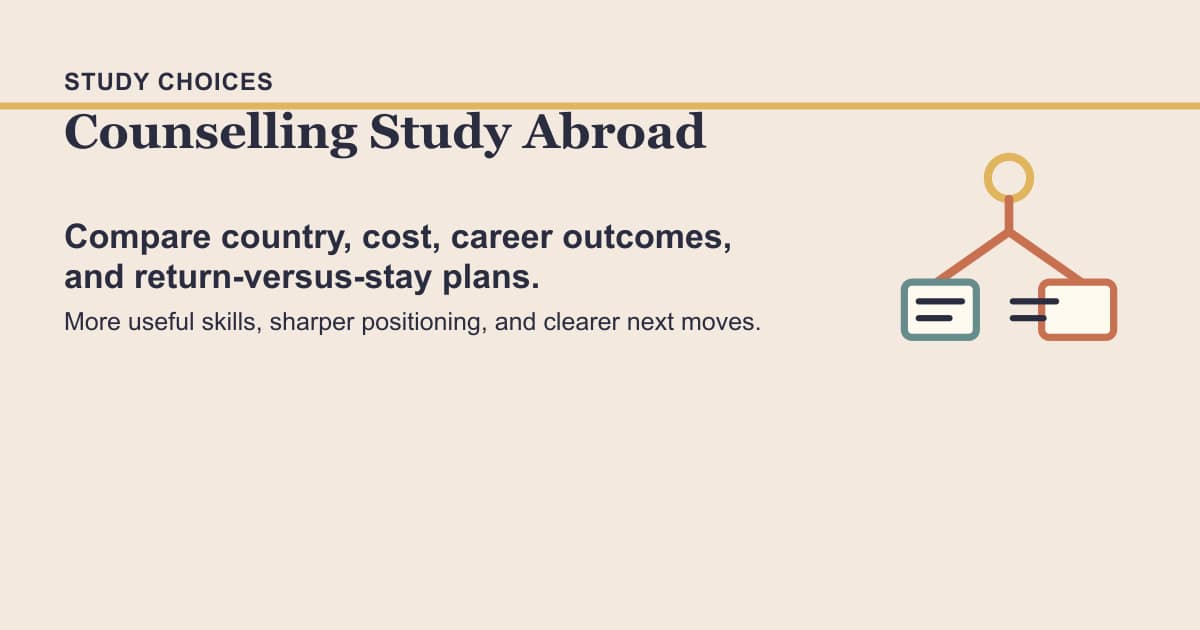 STUDY CHOICES
Counselling Study Abroad
Compare country, cost, career outcomes,
and return-versus-stay plans.
More useful skills, sharper positioning, and clearer next moves.